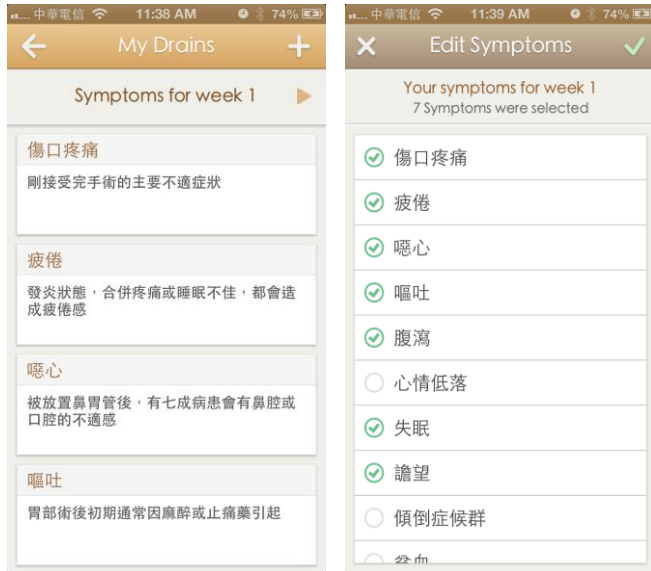 中華電信
11:38 AM
74%
My Drains
Symptoms for week 1
傷口疼痛
剛接受完手術的主要不適症狀
疲倦
發炎狀態，合併疼痛或睡眠不佳，都會造
成疲倦感
噁心
被放置鼻胃管後，有七成病患會有鼻腔或
口腔的不適感
嘔吐
胃部術後初期通常因麻醉或止痛藥引起
中華電信
11:39 AM
74%
Edit Symptoms
Your symptoms for week 1
7 Symptoms were selected
傷口疼痛
疲倦
噁心
嘔吐
腹瀉
心情低落
失眠
譫望
傾倒症候群
貧血